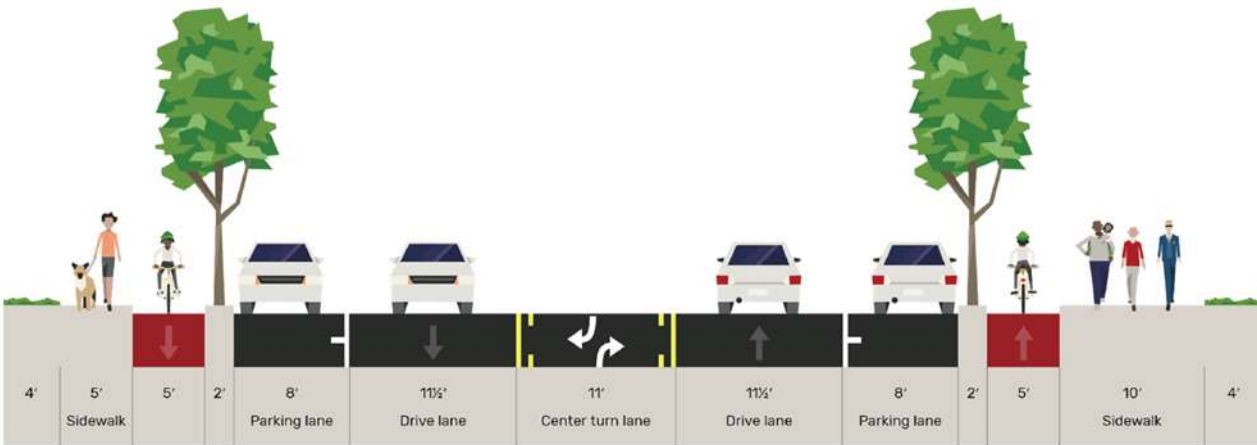 4' 5' 5' 2' 8' 11½' 11' 11½' 8' 2' 5' 10' 4'
Sidewalk Parking lane Drive lane Center turn lane Drive lane Parking lane Sidewalk